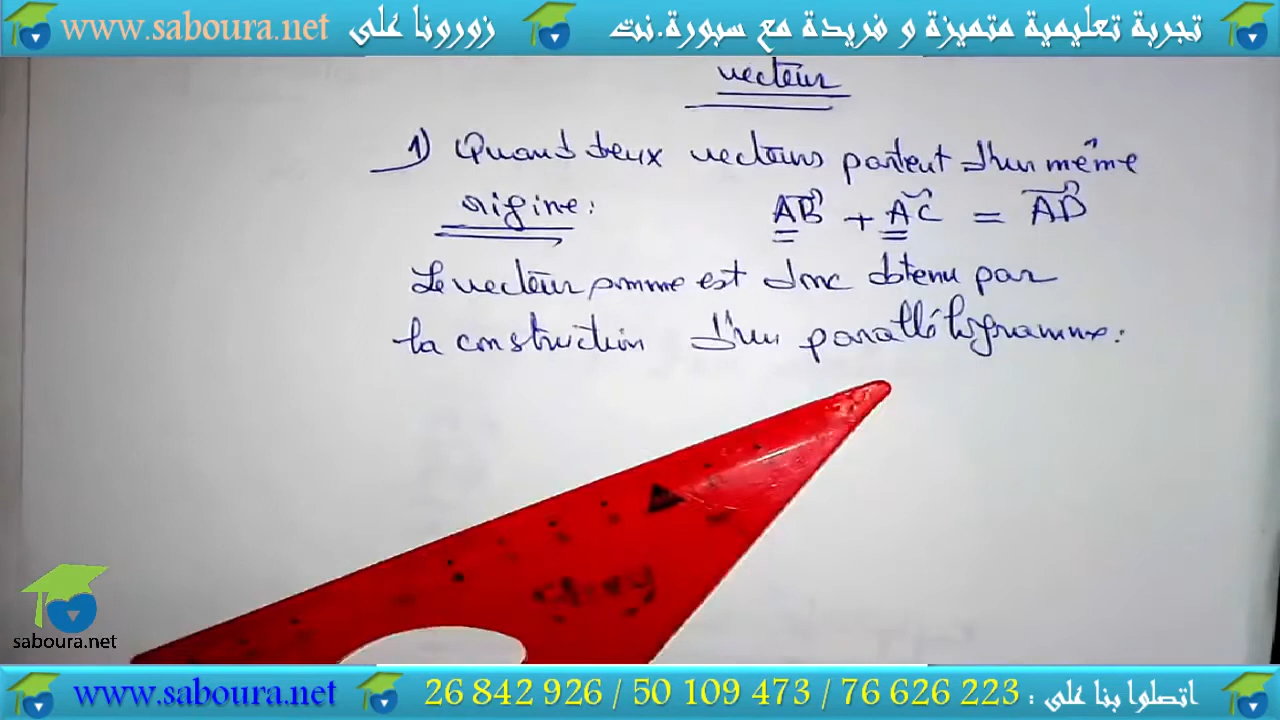 www.saboura.net زورونا على تجربة تعليمية متميزة و فريدة مع سبورة.نت
vecteur
1) Quand deux vecteurs partent d'un même
origine: AB + AC = AD
Le vecteur somme est donc obtenu par
la construction d'un parallélogramme:
saboura.net
www.saboura.net 26 842 926 / 50 109 473 / 76 626 223 : اتصلوا بنا على